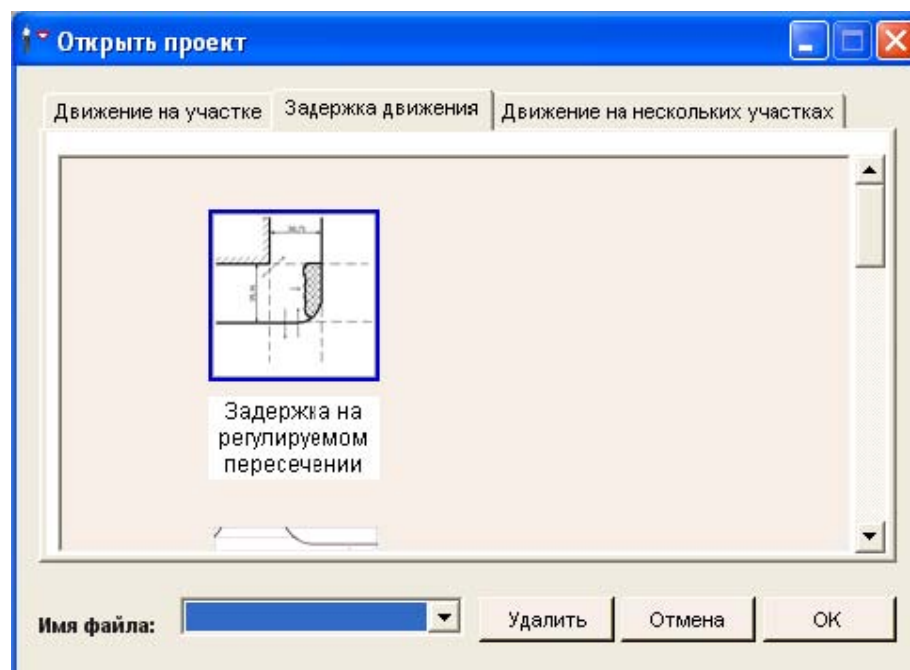 Открыть проект
Движение на участке Задержка движения Движение на нескольких участках
Задержка на
регулируемом
пересечении
Имя файла: Удалить Отмена OK